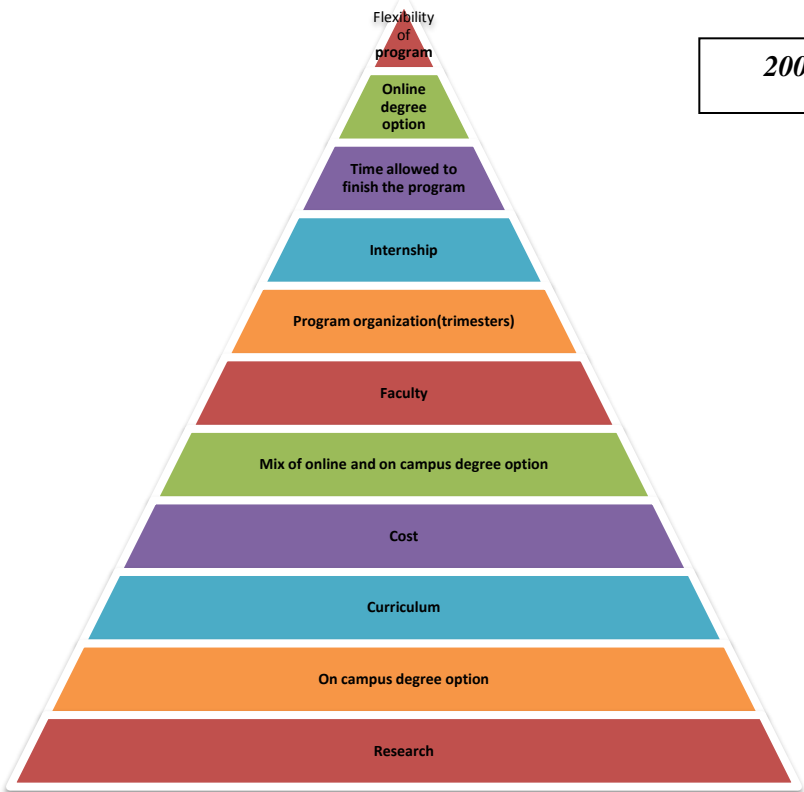 Flexibility
of
program
200
Online
degree
option
Time allowed to
finish the program
Internship
Program organization(trimesters)
Faculty
Mix of online and on campus degree option
Cost
Curriculum
On campus degree option
Research